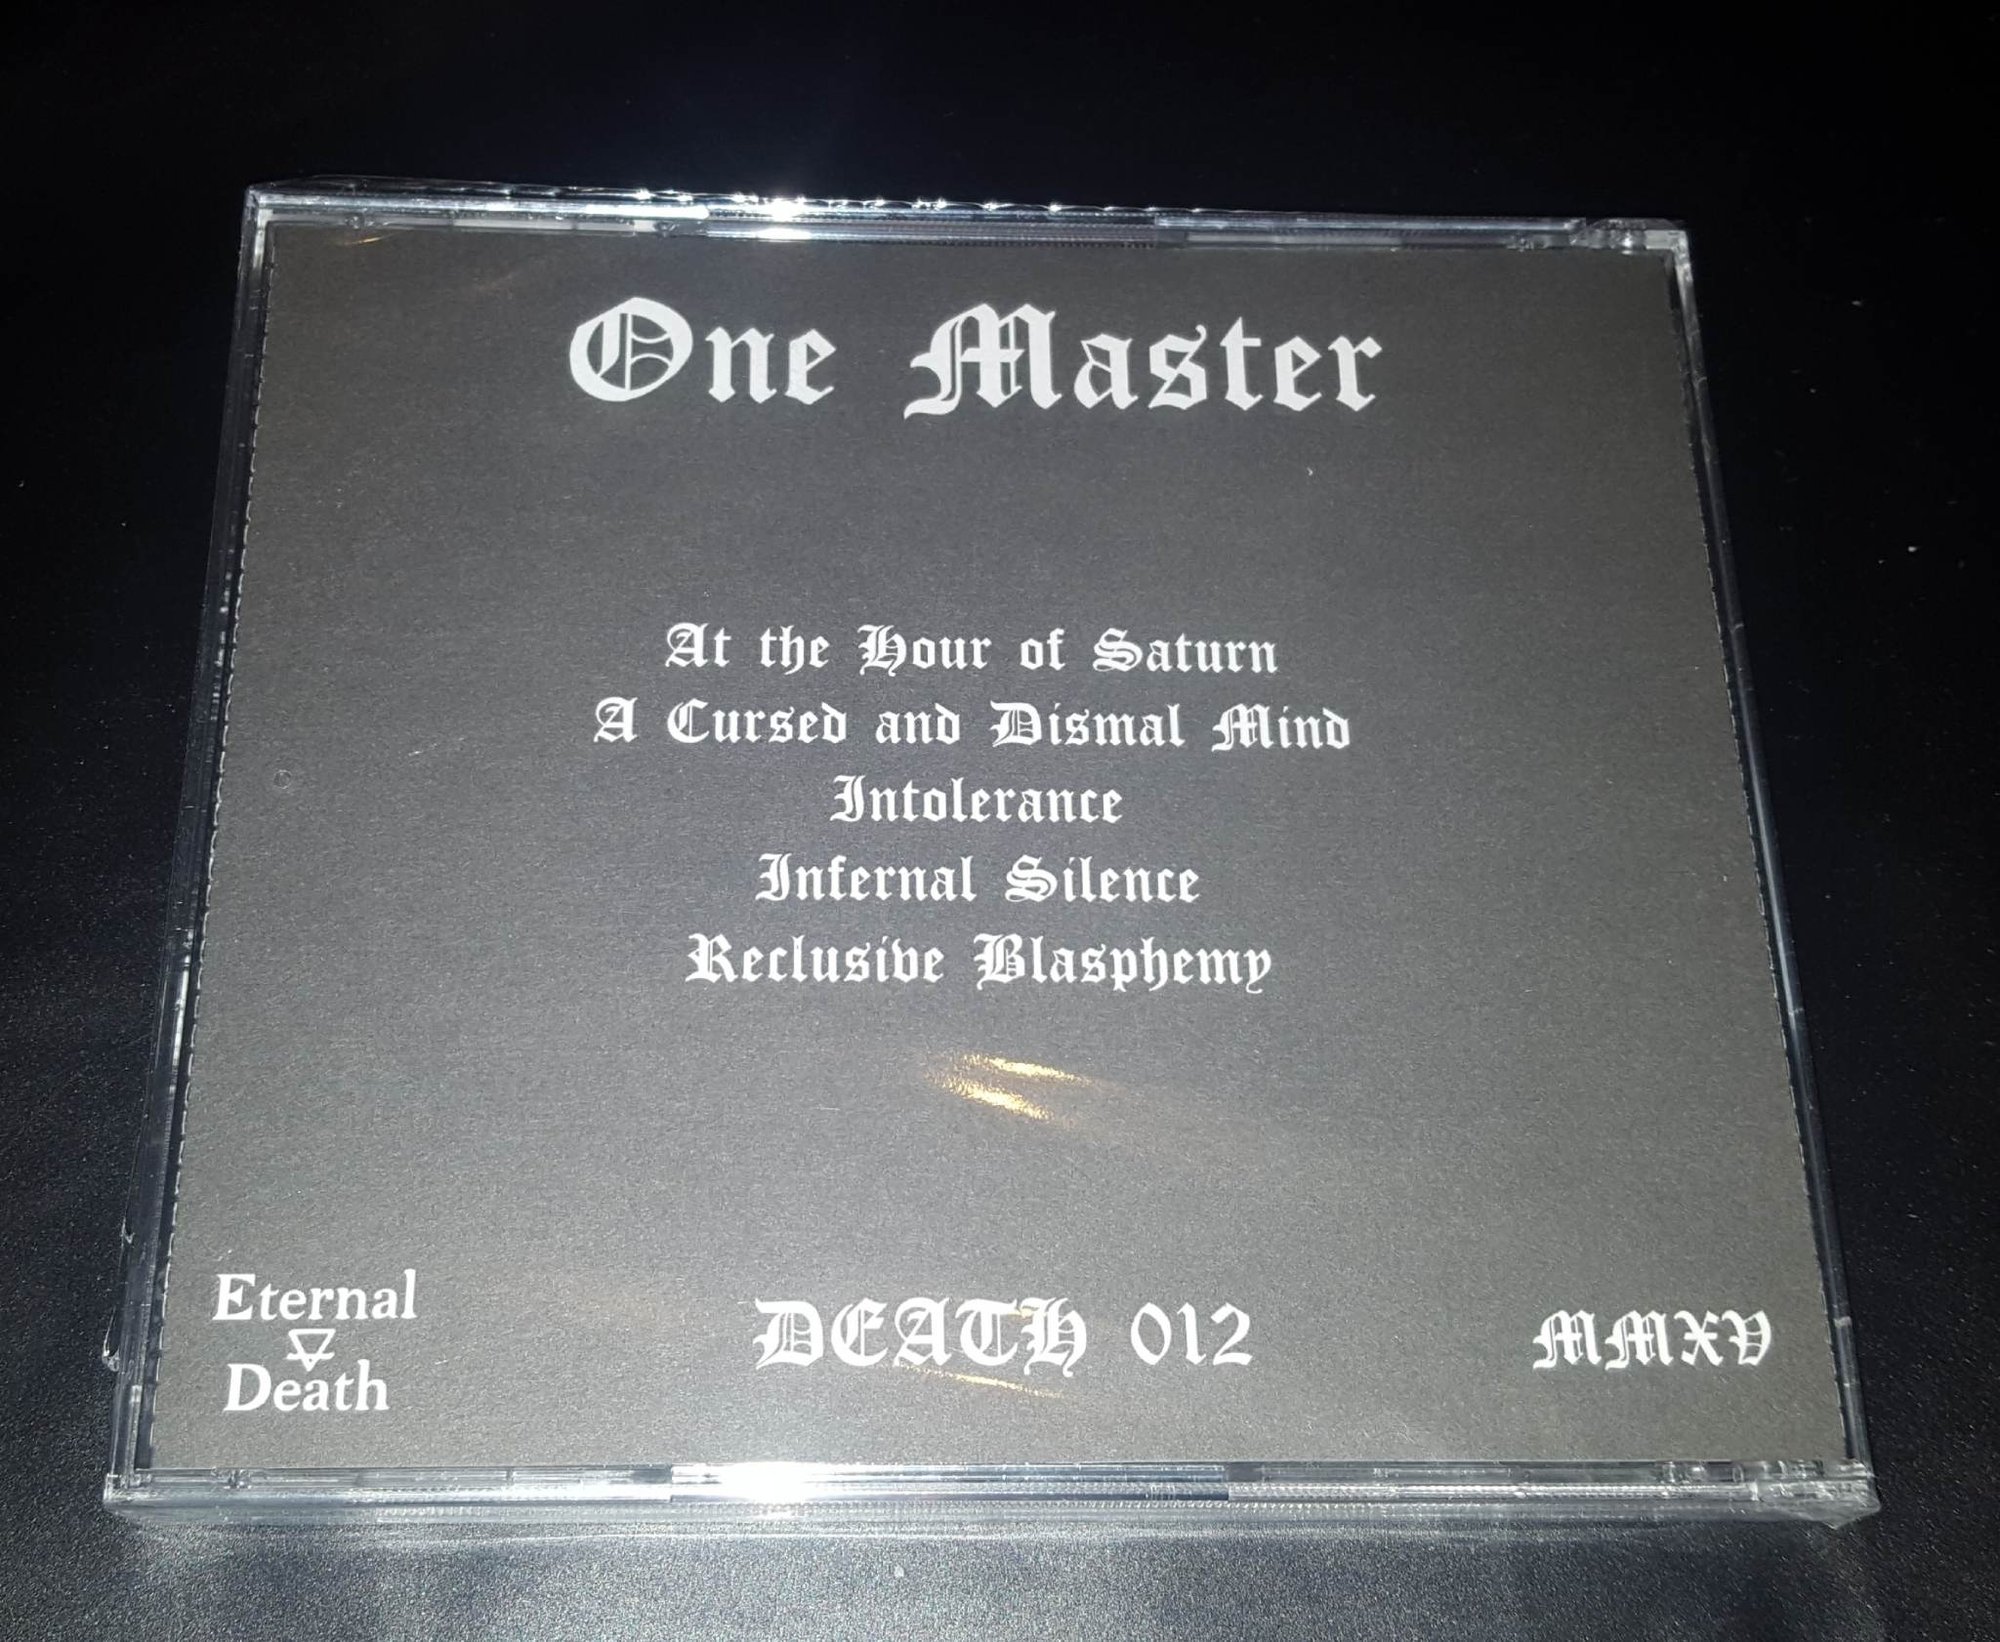 One Master
At the Hour of Saturn
A Cursed and Dismal Mind
Intolerance
Infernal Silence
Reclusive Blasphemy
Eternal
Death
DEATH 012
MMXV